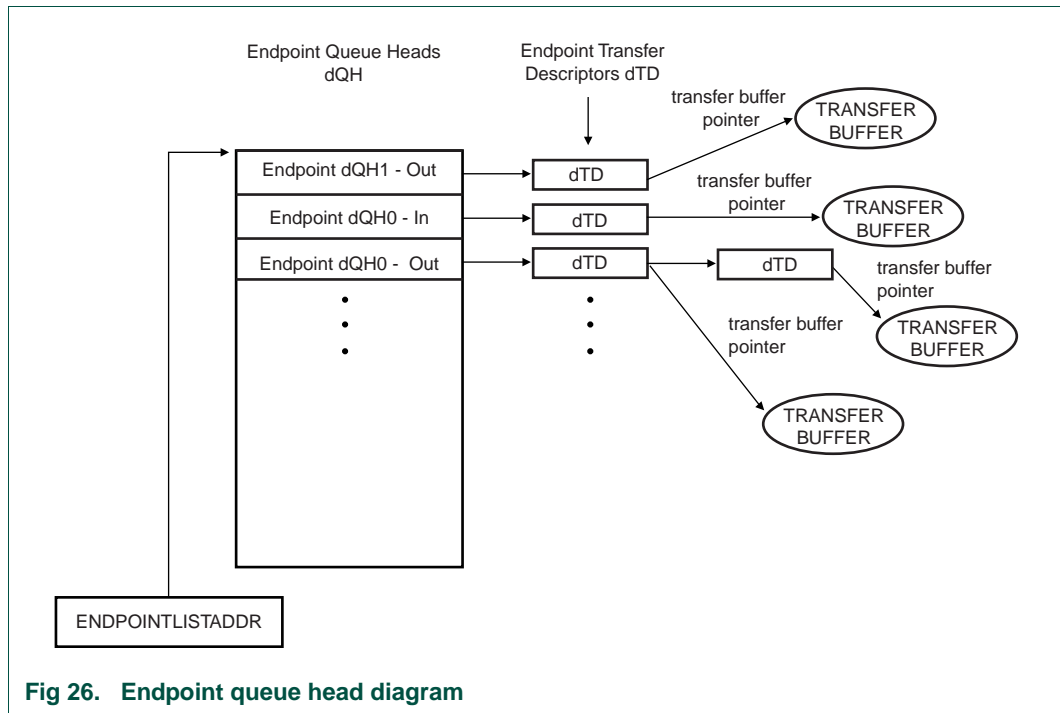 Endpoint Queue Heads
dQH
Endpoint Transfer
Descriptors dTD
transfer buffer
pointer
TRANSFER
BUFFER
Endpoint dQH1 - Out
dTD
transfer buffer
pointer
Endpoint dQH0 - In
dTD
TRANSFER
BUFFER
Endpoint dQH0 - Out
dTD
dTD
transfer buffer
pointer
transfer buffer
pointer
TRANSFER
BUFFER
TRANSFER
BUFFER
ENDPOINTLISTADDR
Fig 26. Endpoint queue head diagram